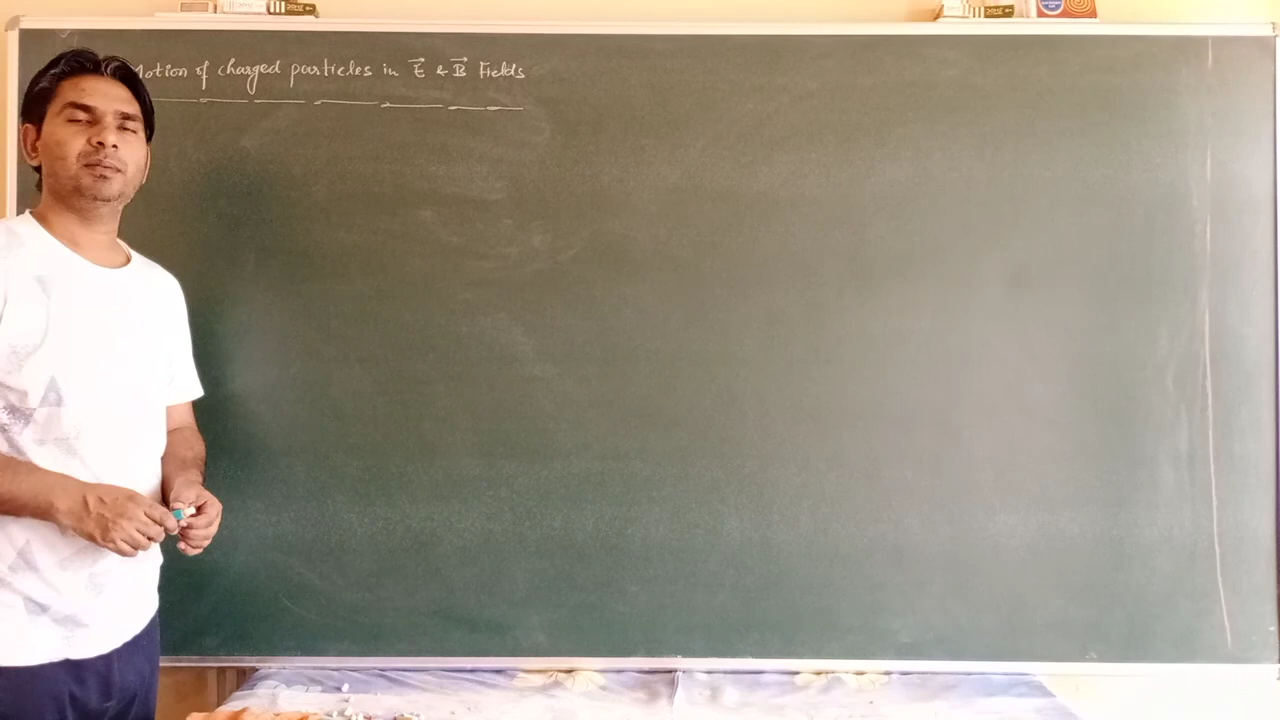 Motion of charged particles in E⃗ & B⃗ Fields